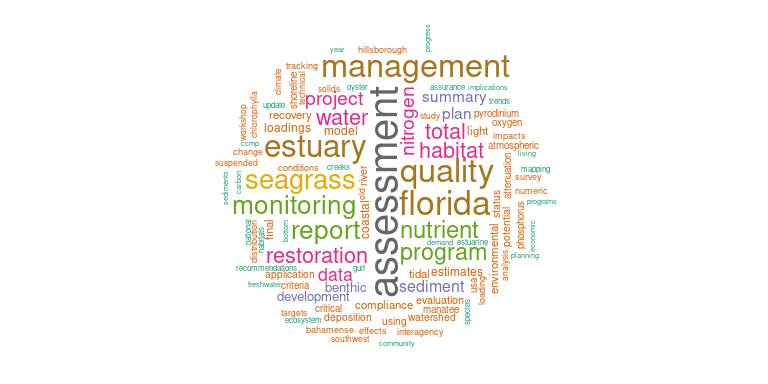 progress
year
hillsborough
management
tracking
climate
shoreline
technical
solids
oyster
assurance
implications
project
nitrogen
summary
trends
update
workshop
chlorophylla
recovery
water
assessment
study
plan
pyrodinium
loadings
model
total
light
oxygen
ccmp
change
estuary
habitat
impacts
atmospheric
living
suspended
conditions
creeks
river
quality
attenuation
mapping
survey
sediments
carbon
seagrass
old
florida
status
numeric
programs
monitoring
coastal
nutrient
potential
phosphorus
economic
national
distribution
habitats
final
bottom
report
demand
estuarine
program
environmental
analysis
planning
restoration
recommendations
application
data
gulf
tidal
estimates
freshwater
criteria
benthic
sediment
usa
loading
development
targets
critical
compliance
evaluation
manatee
species
ecosystem
deposition
using
watershed
bahamense
effects
interagency
southwest
community